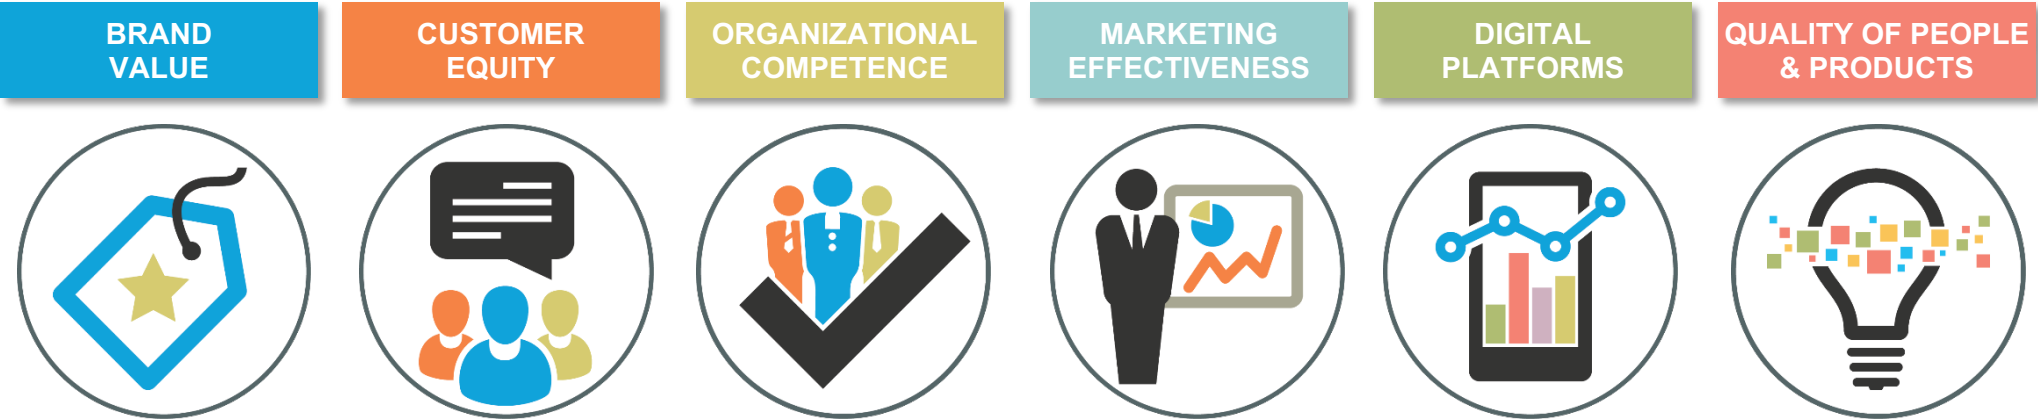 BRAND
VALUE
CUSTOMER
EQUITY
ORGANIZATIONAL
COMPETENCE
MARKETING
EFFECTIVENESS
DIGITAL
PLATFORMS
QUALITY OF PEOPLE
& PRODUCTS